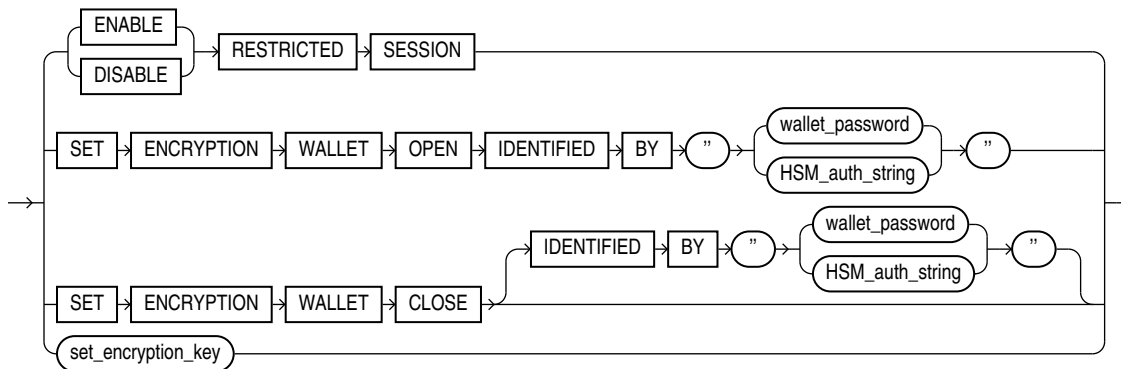 ENABLE
DISABLE
RESTRICTED SESSION
SET ENCRYPTION WALLET OPEN IDENTIFIED BY " wallet_password "
HSM_auth_string
IDENTIFIED BY " wallet_password "
HSM_auth_string
SET ENCRYPTION WALLET CLOSE
set_encryption_key